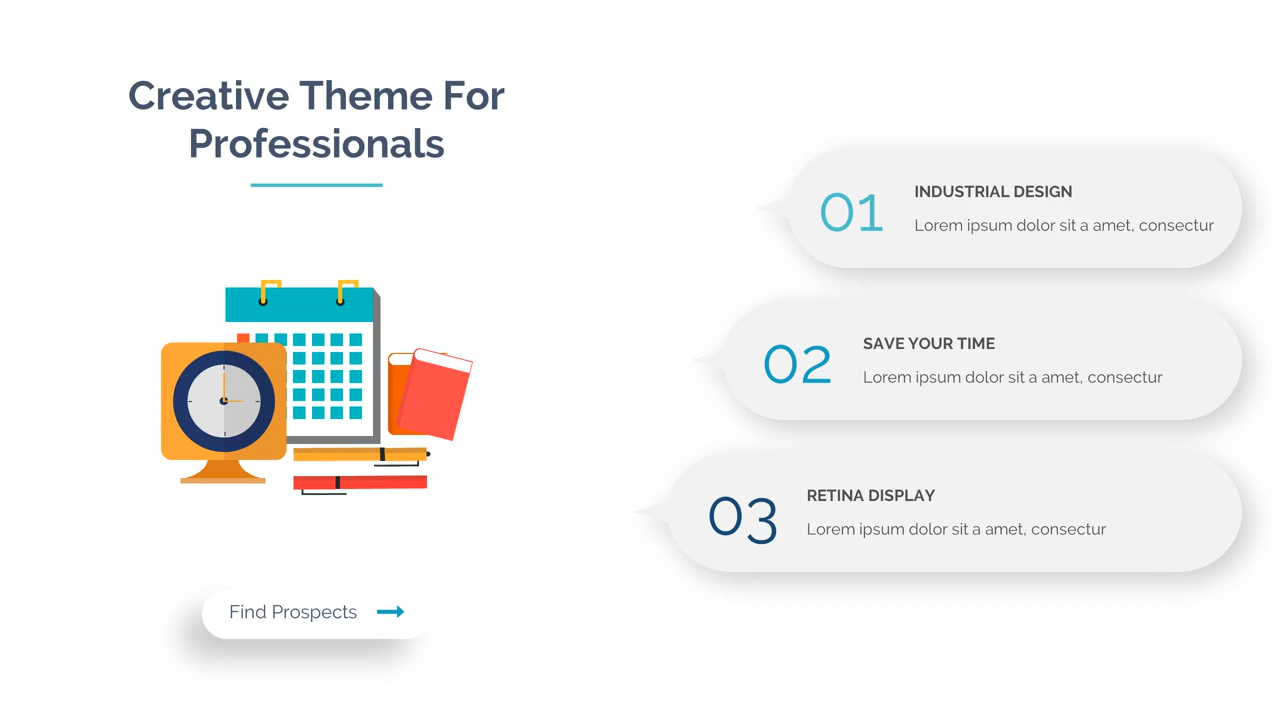 Creative Theme For
Professionals
01
INDUSTRIAL DESIGN
Lorem ipsum dolor sit a amet, consectur
02
SAVE YOUR TIME
Lorem ipsum dolor sit a amet, consectur
03
RETINA DISPLAY
Lorem ipsum dolor sit a amet, consectur
Find Prospects